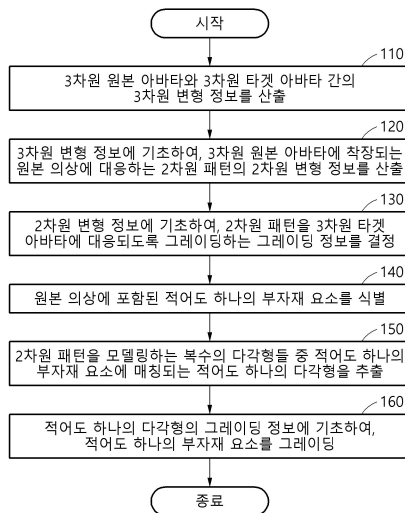 시작
110
3차원 원본 아바타와 3차원 타겟 아바타 간의
3차원 변형 정보를 산출
120
3차원 변형 정보에 기초하여, 3차원 원본 아바타에 착장되는
원본 의상에 대응하는 2차원 패턴의 2차원 변형 정보를 산출
130
2차원 변형 정보에 기초하여, 2차원 패턴을 3차원 타겟
아바타에 대응되도록 그레이딩하는 그레이딩 정보를 결정
140
원본 의상에 포함된 적어도 하나의 부자재 요소를 식별
150
2차원 패턴을 모델링하는 복수의 다각형들 중 적어도 하나의
부자재 요소에 매칭되는 적어도 하나의 다각형을 추출
160
적어도 하나의 다각형의 그레이딩 정보에 기초하여,
적어도 하나의 부자재 요소를 그레이딩
종료